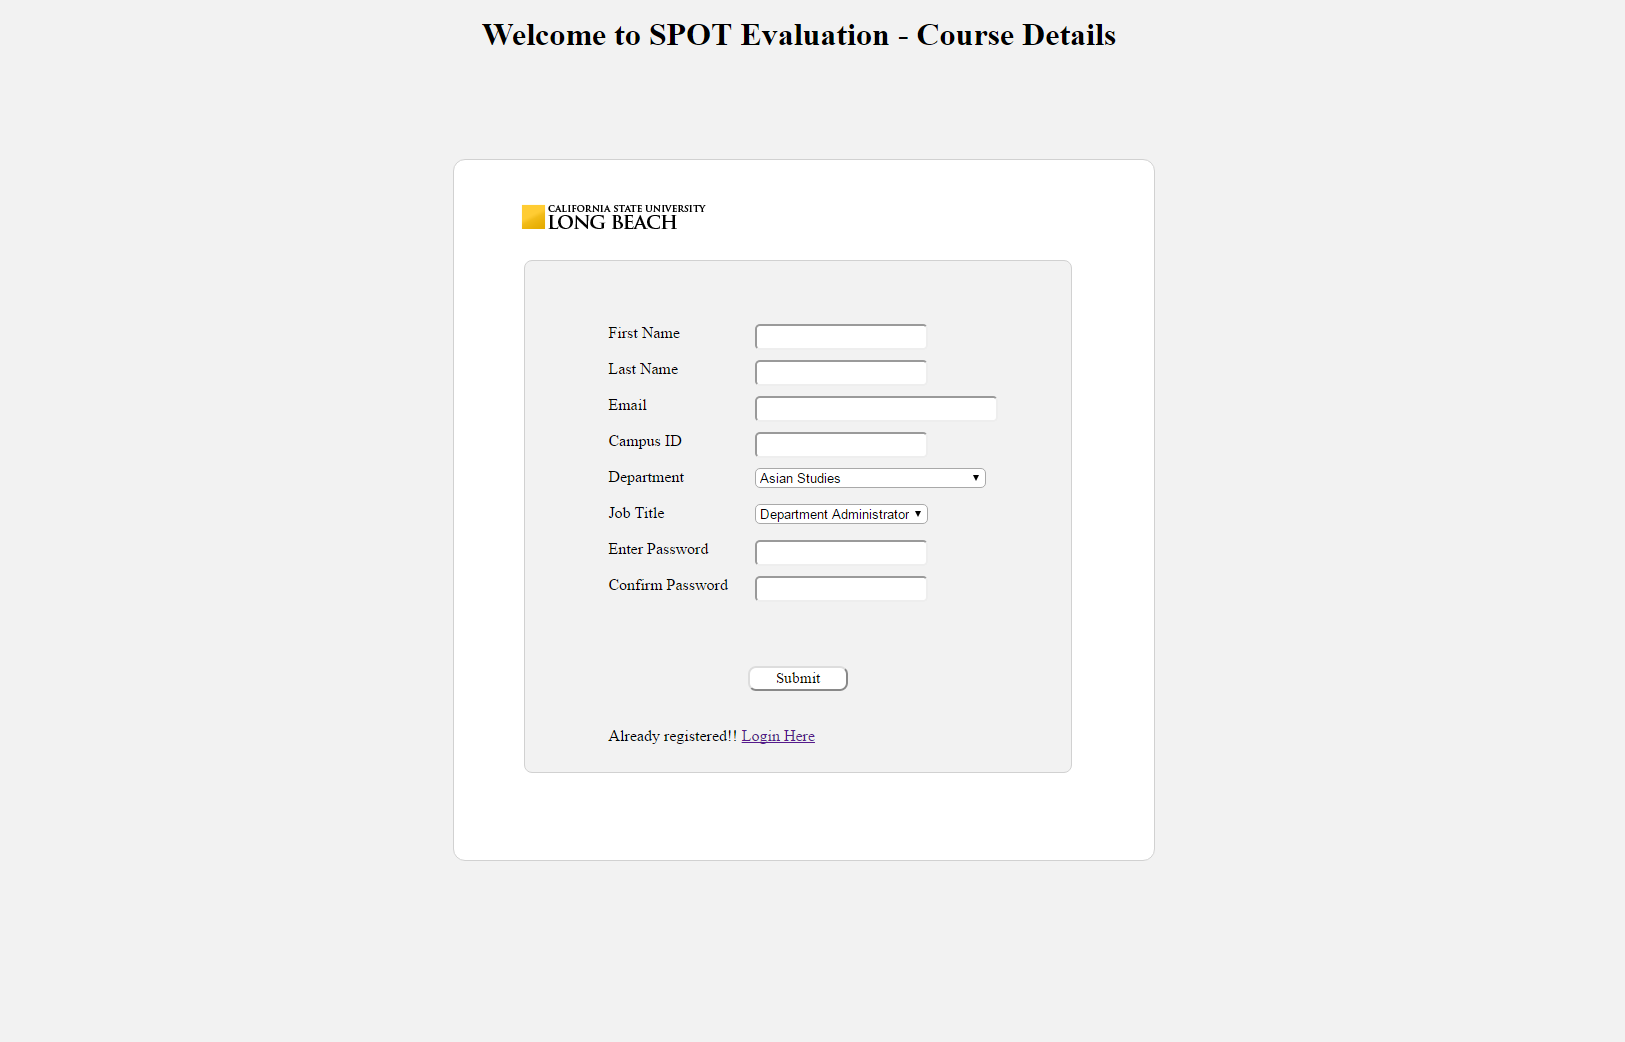 Welcome to SPOT Evaluation - Course Details
CALIFORNIA STATE UNIVERSITY
LONG BEACH
First Name
Last Name
Email
Campus ID
Department Asian Studies
Job Title Department Administrator
Enter Password
Confirm Password
Submit
Already registered!! Login Here